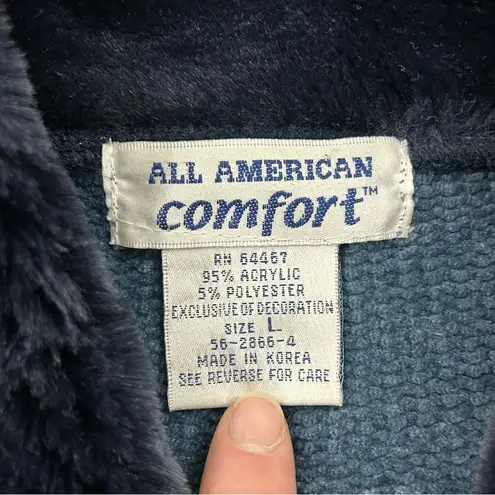 ALL AMERICAN
comfort™
RN 64467
95% ACRYLIC
5% POLYESTER
EXCLUSIVE OF DECORATION
SIZE L
56-2866-4
MADE IN KOREA
SEE REVERSE FOR CARE